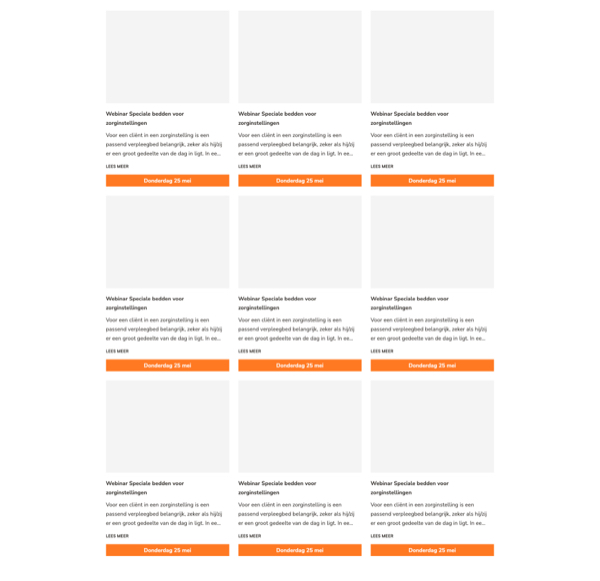 Webinar Speciale bedden voor
zorginstellingen
Voor een cliënt in een zorginstelling is een
passend verpleegbed belangrijk, zeker als hij/zij
er een groot gedeelte van de dag in ligt. In ee...
LEES MEER
Donderdag 25 mei
Webinar Speciale bedden voor
zorginstellingen
Voor een cliënt in een zorginstelling is een
passend verpleegbed belangrijk, zeker als hij/zij
er een groot gedeelte van de dag in ligt. In ee...
LEES MEER
Donderdag 25 mei
Webinar Speciale bedden voor
zorginstellingen
Voor een cliënt in een zorginstelling is een
passend verpleegbed belangrijk, zeker als hij/zij
er een groot gedeelte van de dag in ligt. In ee...
LEES MEER
Donderdag 25 mei
Webinar Speciale bedden voor
zorginstellingen
Voor een cliënt in een zorginstelling is een
passend verpleegbed belangrijk, zeker als hij/zij
er een groot gedeelte van de dag in ligt. In ee...
LEES MEER
Donderdag 25 mei
Webinar Speciale bedden voor
zorginstellingen
Voor een cliënt in een zorginstelling is een
passend verpleegbed belangrijk, zeker als hij/zij
er een groot gedeelte van de dag in ligt. In ee...
LEES MEER
Donderdag 25 mei
Webinar Speciale bedden voor
zorginstellingen
Voor een cliënt in een zorginstelling is een
passend verpleegbed belangrijk, zeker als hij/zij
er een groot gedeelte van de dag in ligt. In ee...
LEES MEER
Donderdag 25 mei
Webinar Speciale bedden voor
zorginstellingen
Voor een cliënt in een zorginstelling is een
passend verpleegbed belangrijk, zeker als hij/zij
er een groot gedeelte van de dag in ligt. In ee...
LEES MEER
Donderdag 25 mei
Webinar Speciale bedden voor
zorginstellingen
Voor een cliënt in een zorginstelling is een
passend verpleegbed belangrijk, zeker als hij/zij
er een groot gedeelte van de dag in ligt. In ee...
LEES MEER
Donderdag 25 mei
Webinar Speciale bedden voor
zorginstellingen
Voor een cliënt in een zorginstelling is een
passend verpleegbed belangrijk, zeker als hij/zij
er een groot gedeelte van de dag in ligt. In ee...
LEES MEER
Donderdag 25 mei